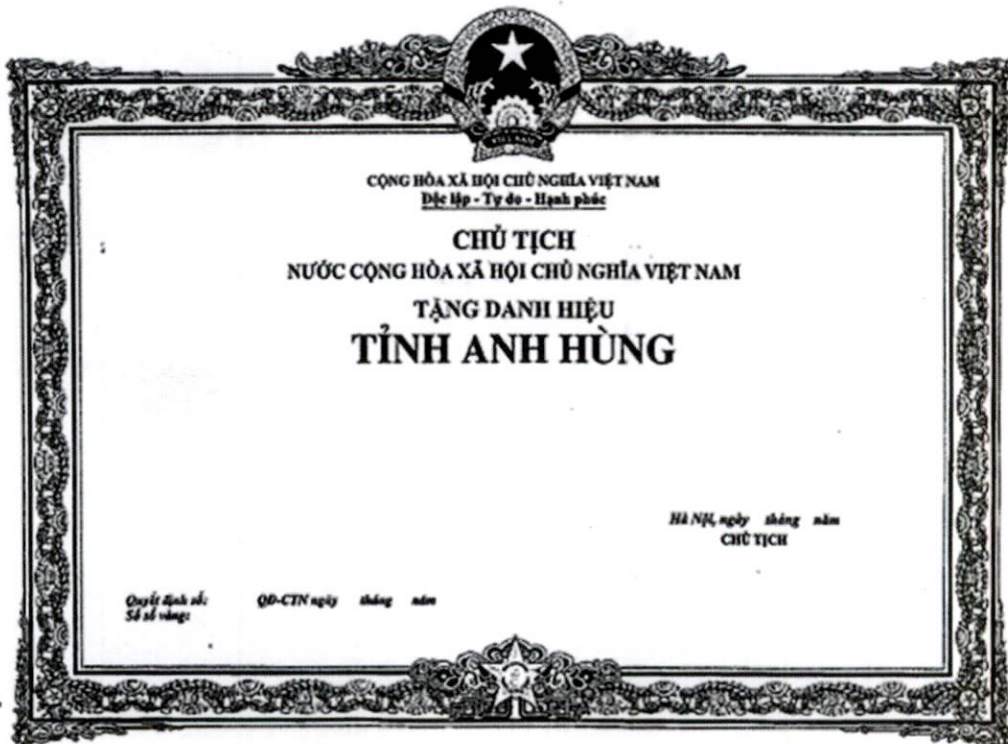 CỘNG HÒA XÃ HỘI CHỦ NGHĨA VIỆT NAM
Độc lập - Tự do - Hạnh phúc
CHỦ TỊCH
NƯỚC CỘNG HÒA XÃ HỘI CHỦ NGHĨA VIỆT NAM
TẶNG DANH HIỆU
TỈNH ANH HÙNG
Hà Nội, ngày tháng năm
CHỦ TỊCH
Quyết định số: QĐ-CTN ngày tháng năm
Số sổ vàng: